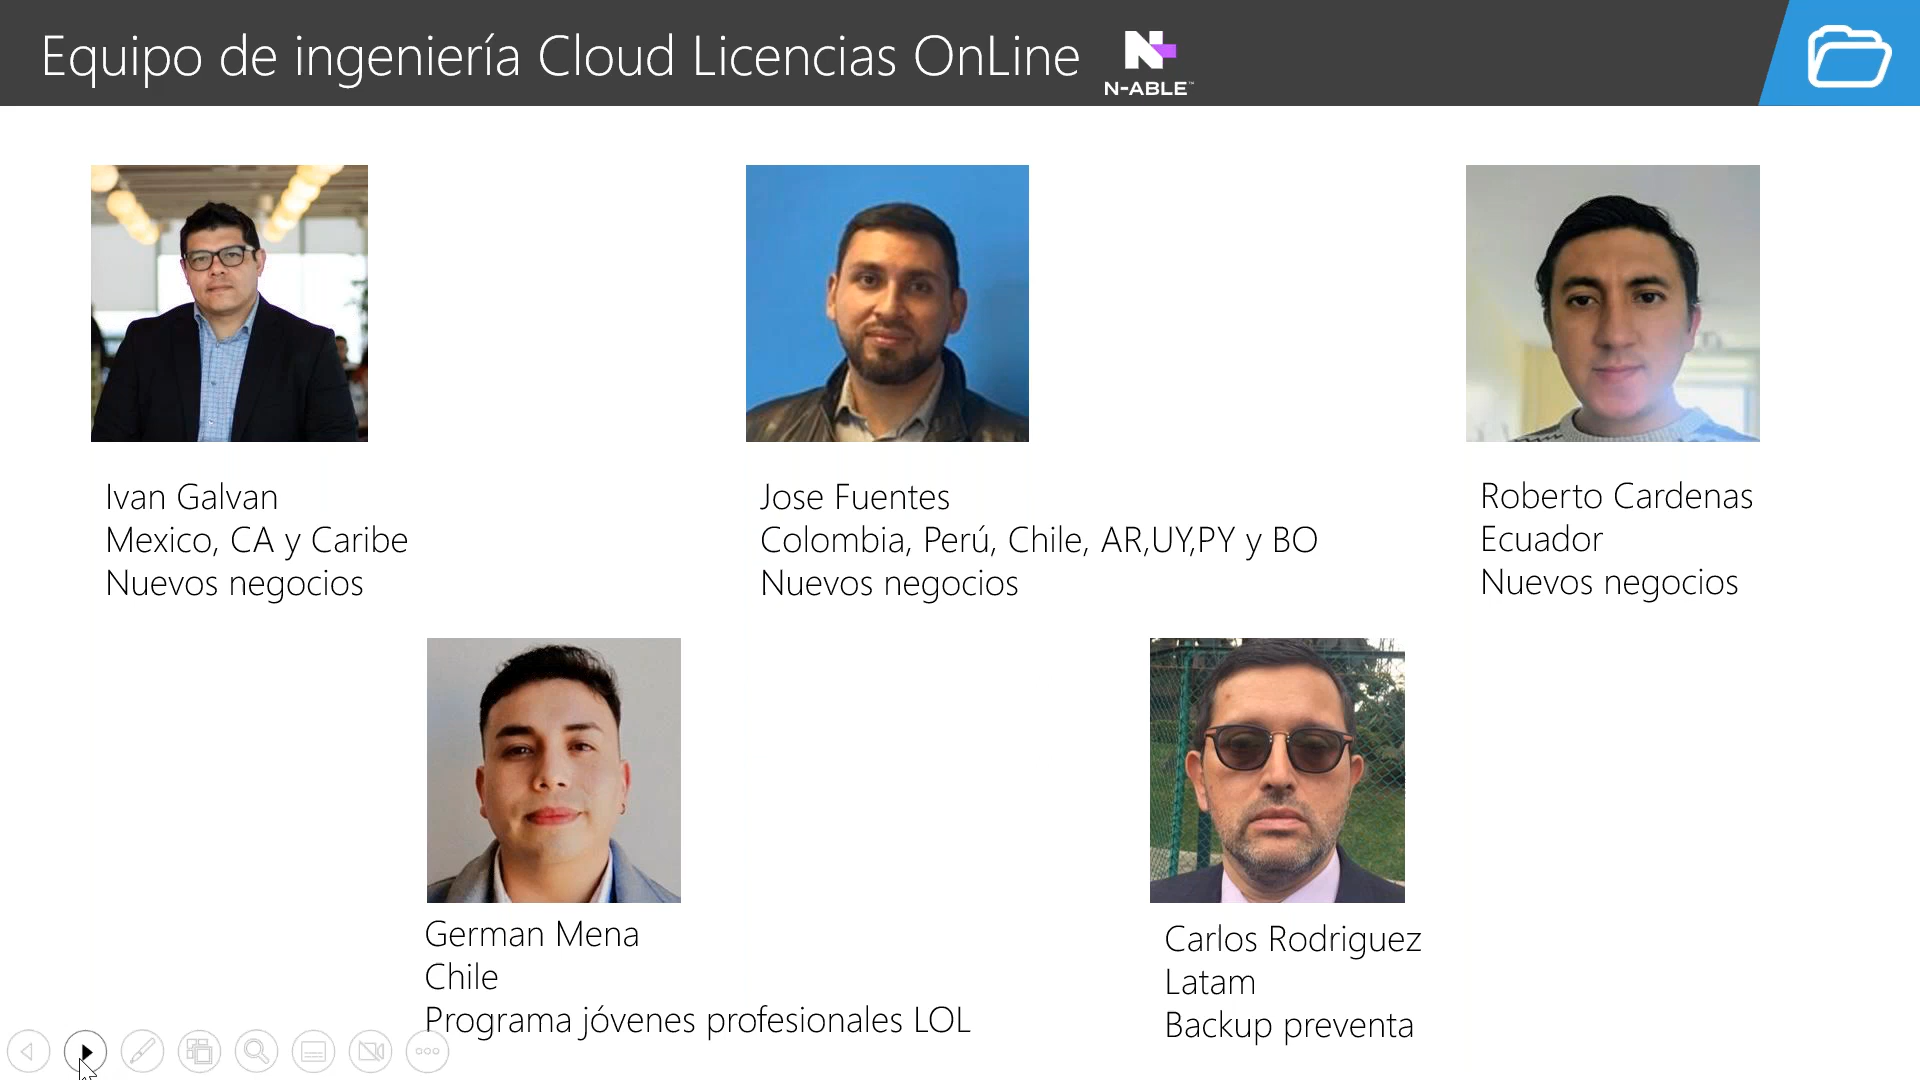 Equipo de ingeniería Cloud Licencias OnLine
N-ABLE™
Ivan Galvan
Mexico, CA y Caribe
Nuevos negocios
Jose Fuentes
Colombia, Perú, Chile, AR,UY,PY y BO
Nuevos negocios
Roberto Cardenas
Ecuador
Nuevos negocios
German Mena
Chile
Programa jóvenes profesionales LOL
Carlos Rodriguez
Latam
Backup preventa